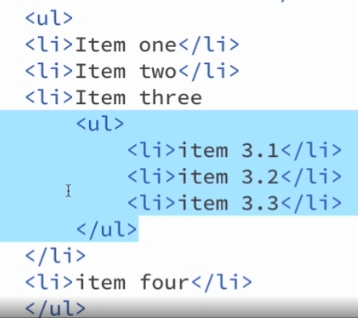 <ul>
<li>Item one</li>
<li>Item two</li>
<li>Item three
<ul>
<li>item 3.1</li>
<li>item 3.2</li>
<li>item 3.3</li>
</ul>
</li>
<li>item four</li>
</ul>